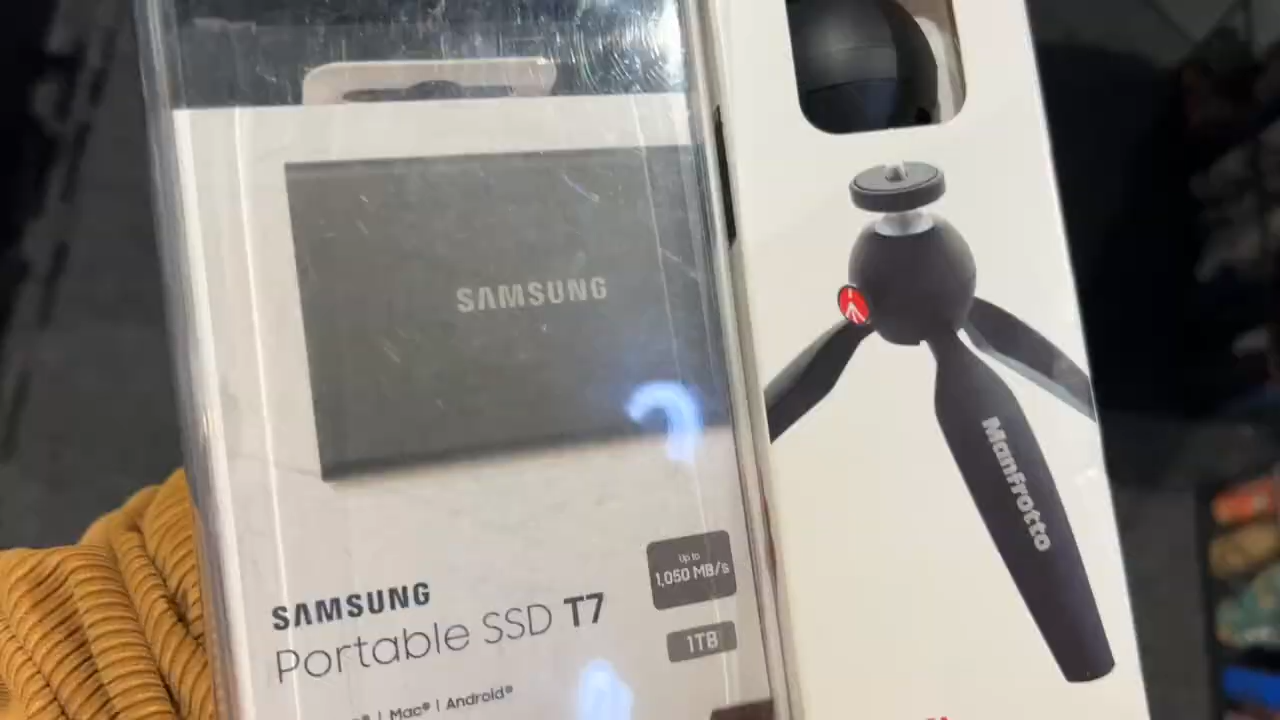 SAMSUNG
SAMSUNG
Portable SSD T7
Up to
1,050 MB/s
1TB
| Mac® | Android®
Manfrotto